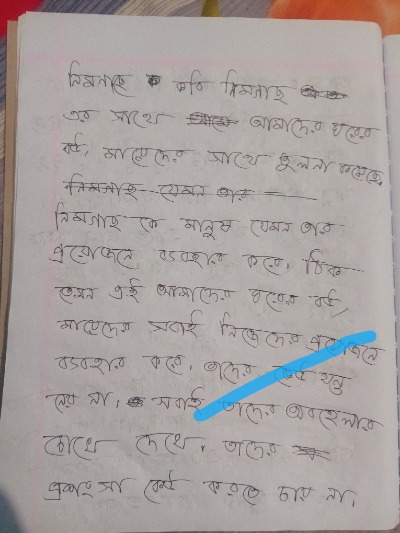 নিমগাছে কবি নিমগাছ
এর সাথে আমাদের ঘরের
বউ, মায়েদের সাথে তুলনা করেছে,
নিমগাছ যেমন তার
নিমগাছ কে মানুষ যেমন তার
প্রয়োজনে ব্যবহার করে, ঠিক
তেমন এই আমাদের ঘরের বউ,
মায়েদের সবাই নিজেদের প্রয়োজনে
ব্যবহার করে, তাদের কেউ যত্ন
নেয় না, সবাই তাদের অবহেলার
চোখে দেখে, তাদের
প্রশংসা কেউ করতে চায় না।